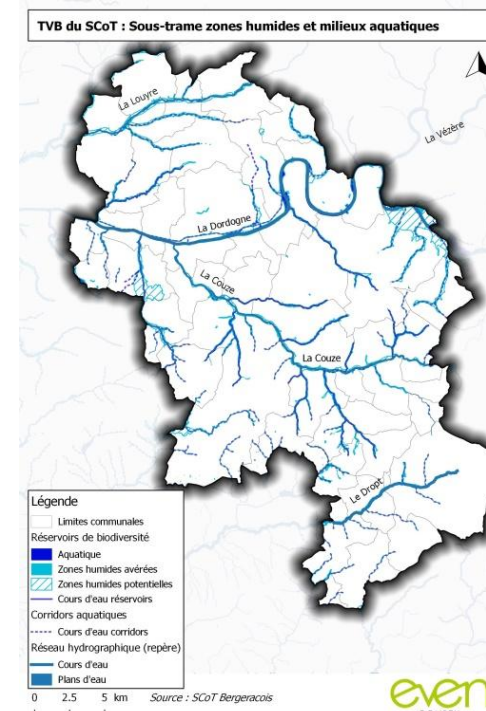 TVB du SCoT : Sous-trame zones humides et milieux aquatiques
La Louyre
La Vézère
La Dordogne
La Couze
La Couze
Le Dropt
Légende
Limites communales
Réservoirs de biodiversité
Aquatique
Zones humides avérées
Zones humides potentielles
Cours d'eau réservoirs
Corridors aquatiques
Cours d'eau corridors
Réseau hydrographique (repère)
Cours d'eau
Plans d'eau
0 2.5 5 km Source : SCoT Bergeracois
even